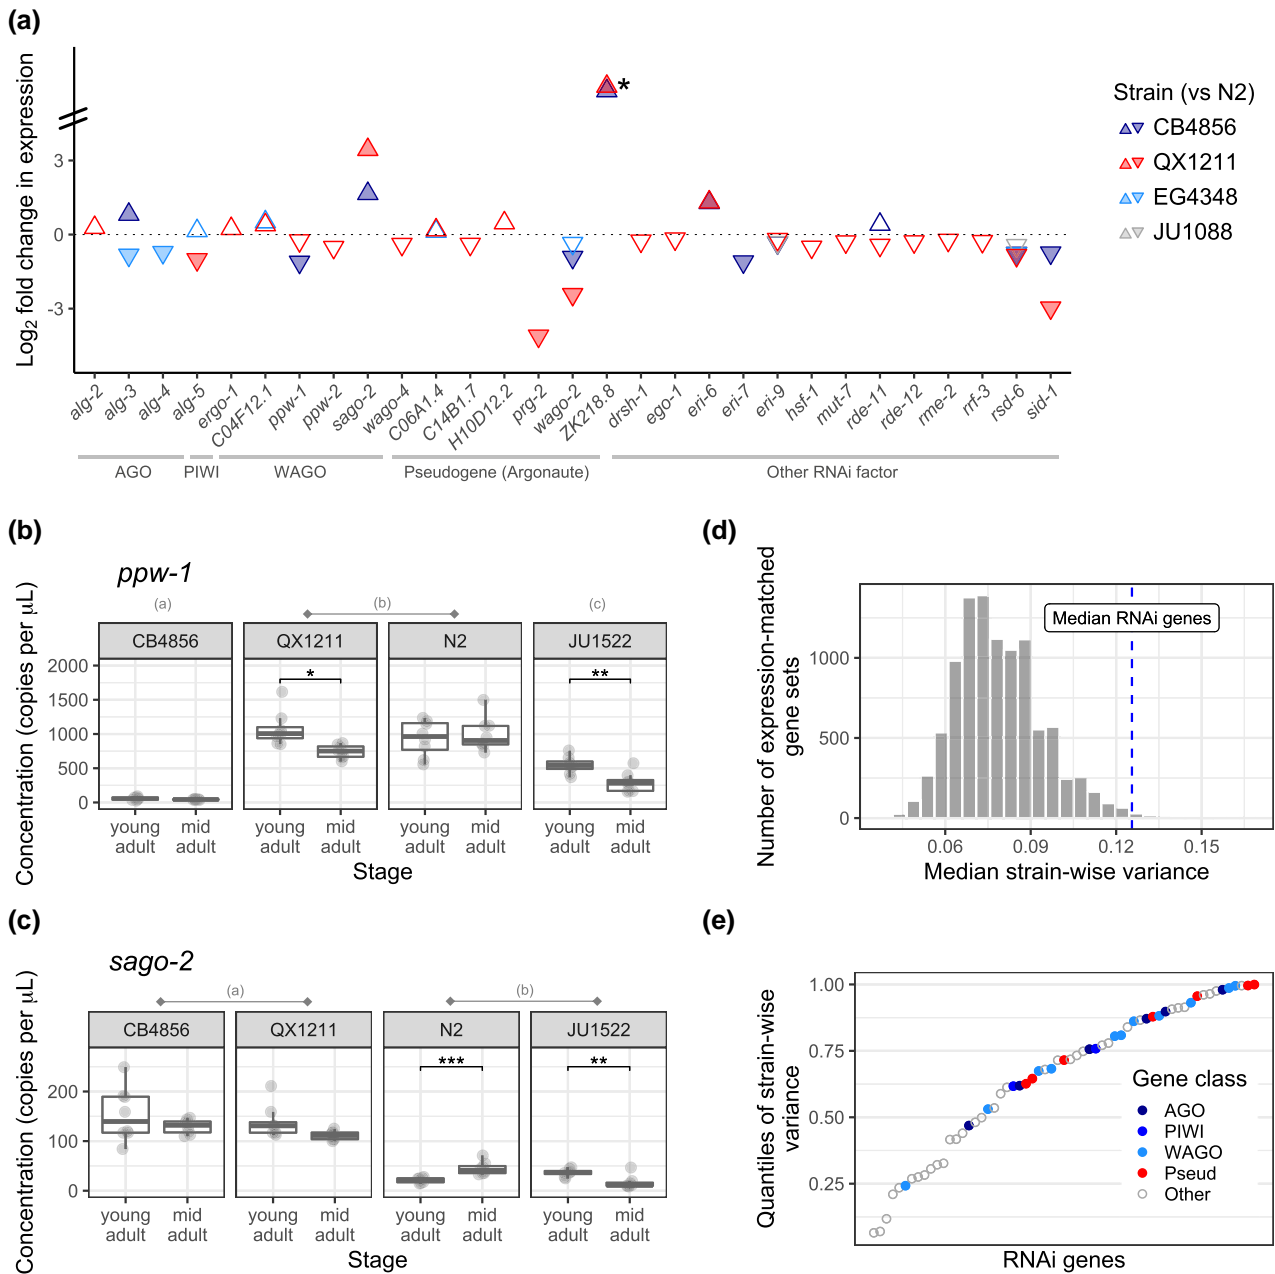 (a)
Log2 fold change in expression
3
0
-3
*
Strain (vs N2)
CB4856
QX1211
EG4348
JU1088
alg-2
alg-3
alg-4
alg-5
ergo-1
C04F12.1
ppw-1
ppw-2
sago-2
wago-4
C06A1.4
C14B1.7
H10D12.2
prg-2
wago-2
ZK218.8
drsh-1
ego-1
eri-6
eri-7
eri-9
hsf-1
mut-7
rde-11
rde-12
rme-2
rrf-3
rsd-6
sid-1
AGO
PIWI
WAGO
Pseudogene (Argonaute)
Other RNAi factor
(b)
ppw-1
(a)
(b)
(c)
CB4856
QX1211
N2
JU1522
Concentration (copies per μL)
2000
1500
1000
500
0
*
**
young adult
mid adult
young adult
mid adult
young adult
mid adult
young adult
mid adult
Stage
(d)
Number of expression-matched
gene sets
1000
500
0
Median RNAi genes
0.06
0.09
0.12
0.15
Median strain-wise variance
(c)
sago-2
(a)
(b)
CB4856
QX1211
N2
JU1522
Concentration (copies per μL)
200
100
0
***
**
young adult
mid adult
young adult
mid adult
young adult
mid adult
young adult
mid adult
Stage
(e)
Quantiles of strain-wise
variance
1.00
0.75
0.50
0.25
Gene class
AGO
PIWI
WAGO
Pseud
Other
RNAi genes